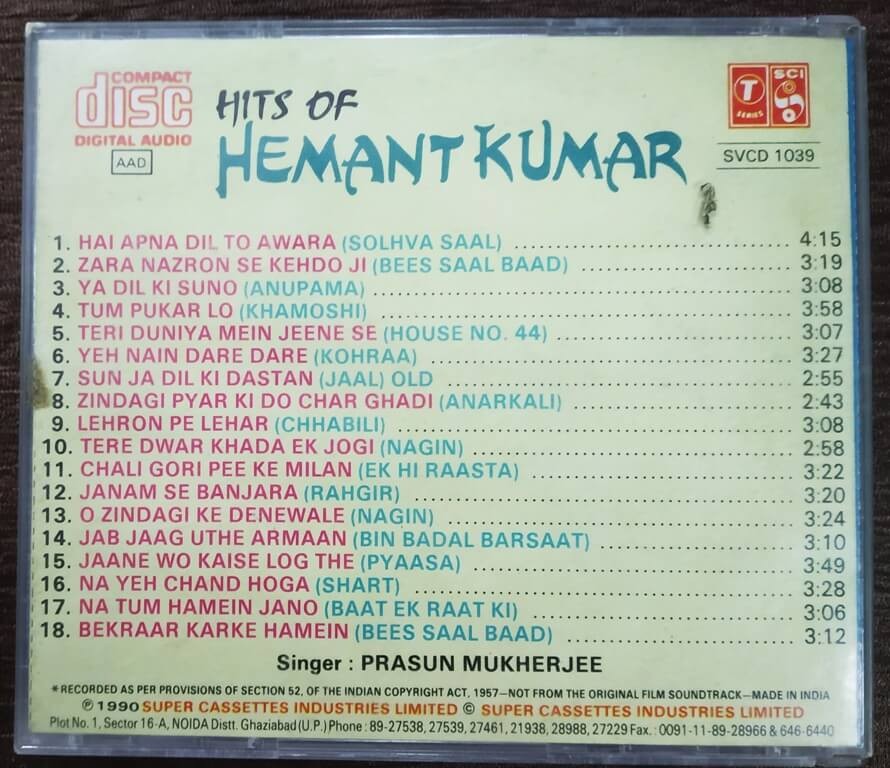 COMPACT
disc
DIGITAL AUDIO
AAD
HITS OF
HEMANT KUMAR
T
SERIES
SCI
SVCD 1039
1. HAI APNA DIL TO AWARA (SOLHVA SAAL) 4:15
2. ZARA NAZRON SE KEHDO JI (BEES SAAL BAAD) 3:19
3. YA DIL KI SUNO (ANUPAMA) 3:08
4. TUM PUKAR LO (KHAMOSHI) 3:58
5. TERI DUNIYA MEIN JEENE SE (HOUSE NO. 44) 3:07
6. YEH NAIN DARE DARE (KOHRAA) 3:27
7. SUN JA DIL KI DASTAN (JAAL) OLD 2:55
8. ZINDAGI PYAR KI DO CHAR GHADI (ANARKALI) 2:43
9. LEHRON PE LEHAR (CHHABILI) 3:08
10. TERE DWAR KHADA EK JOGI (NAGIN) 2:58
11. CHALI GORI PEE KE MILAN (EK HI RAASTA) 3:22
12. JANAM SE BANJARA (RAHGIR) 3:20
13. O ZINDAGI KE DENEWALE (NAGIN) 3:24
14. JAB JAAG UTHE ARMAAN (BIN BADAL BARSAAT) 3:10
15. JAANE WO KAISE LOG THE (PYAASA) 3:49
16. NA YEH CHAND HOGA (SHART) 3:28
17. NA TUM HAMEIN JANO (BAAT EK RAAT KI) 3:06
18. BEKRAAR KARKE HAMEIN (BEES SAAL BAAD) 3:12
Singer : PRASUN MUKHERJEE
*RECORDED AS PER PROVISIONS OF SECTION 52, OF THE INDIAN COPYRIGHT ACT, 1957—NOT FROM THE ORIGINAL FILM SOUNDTRACK—MADE IN INDIA
℗ 1990 SUPER CASSETTES INDUSTRIES LIMITED © SUPER CASSETTES INDUSTRIES LIMITED
Plot No. 1, Sector 16-A, NOIDA Distt. Ghaziabad (U.P.) Phone : 89-27538, 27539, 27461, 21938, 28988, 27229 Fax.: 0091-11-89-28966 & 646-6440